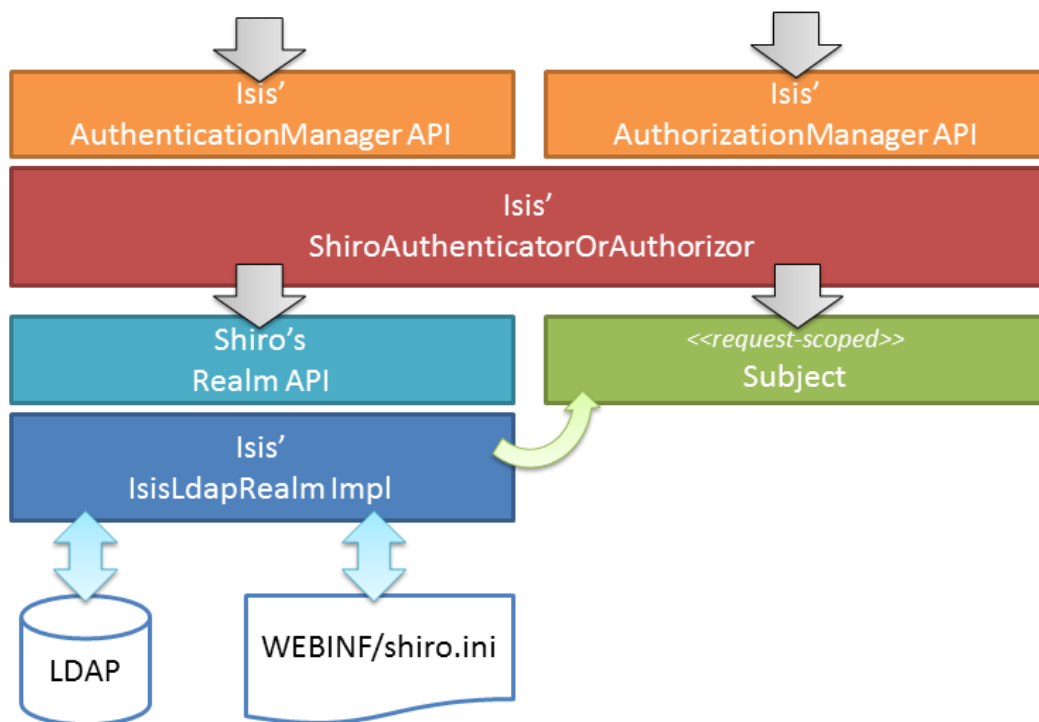 Isis’
AuthenticationManager API
Isis’
AuthorizationManager API
Isis’
ShiroAuthenticatorOrAuthorizor
Shiro’s
Realm API
<<request-scoped>>
Subject
Isis’
IsisLdapRealm Impl
LDAP
WEBINF/shiro.ini